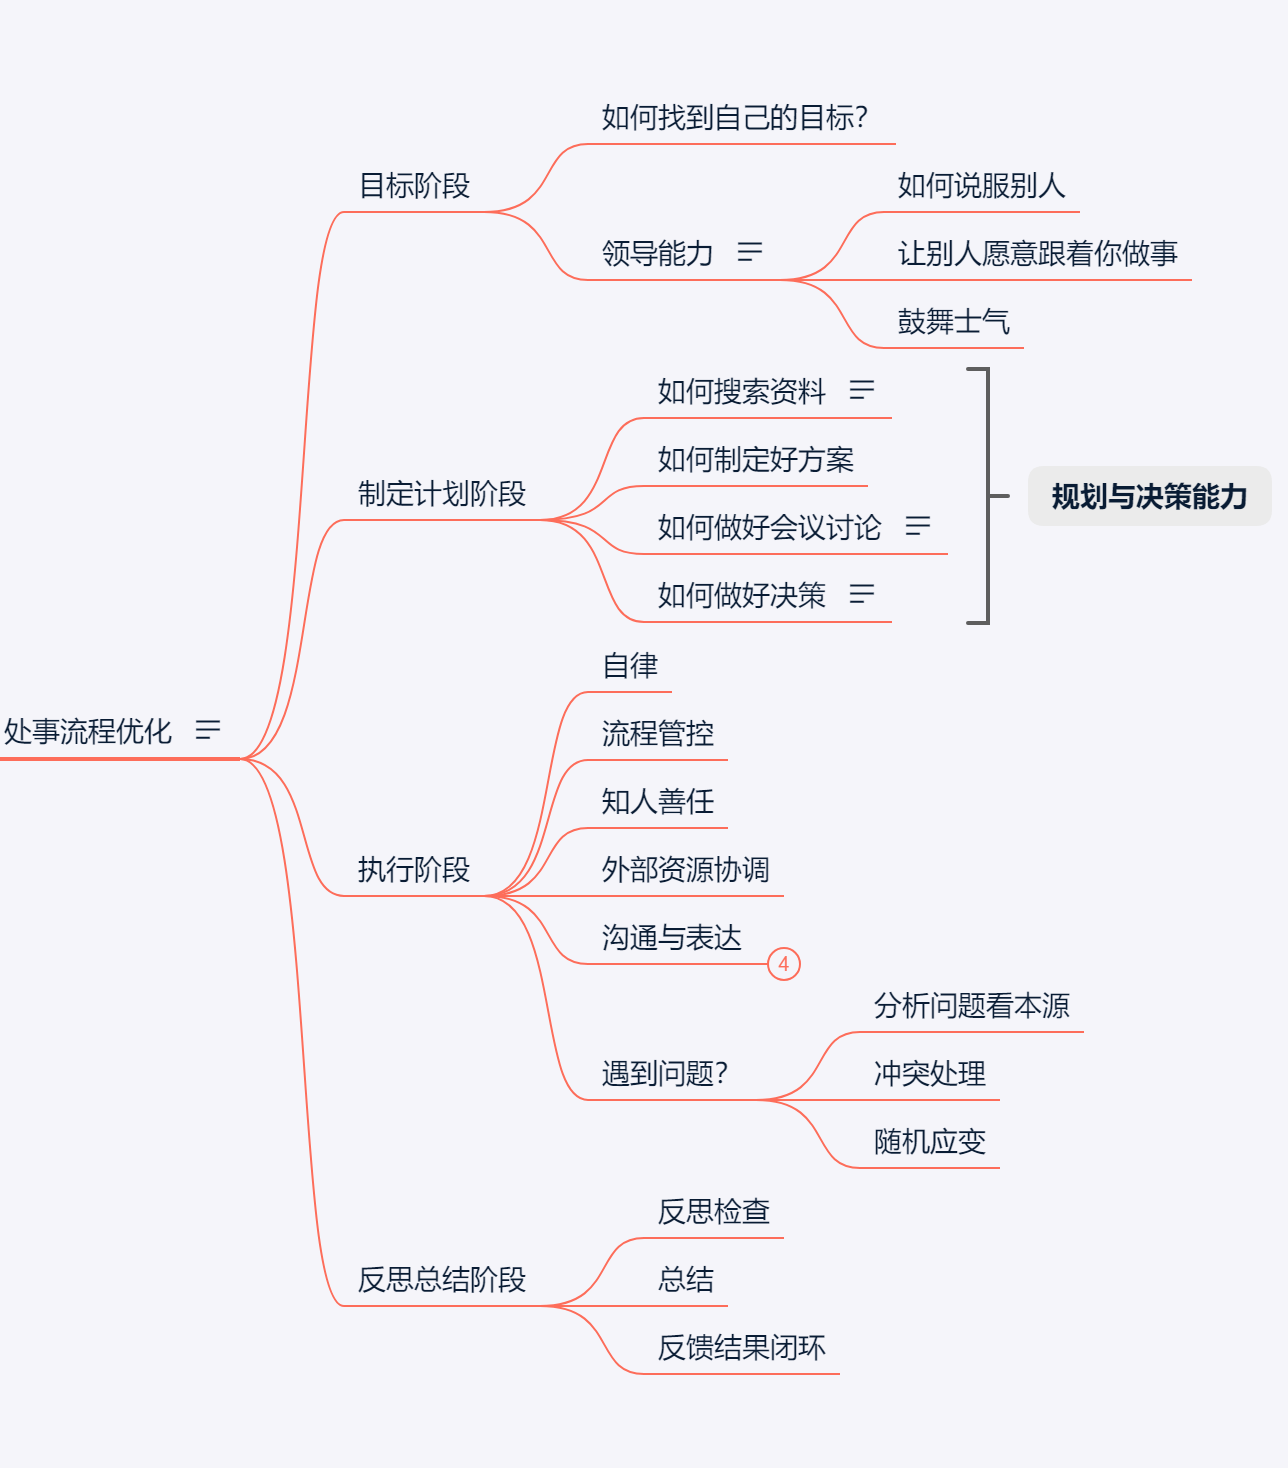 如何找到自己的目标？
目标阶段
如何说服别人
领导能力
让别人愿意跟着你做事
鼓舞士气
如何搜索资料
如何制定好方案
制定计划阶段
规划与决策能力
如何做好会议讨论
如何做好决策
自律
处事流程优化
流程管控
知人善任
执行阶段
外部资源协调
沟通与表达
4
分析问题看本源
遇到问题？
冲突处理
随机应变
反思检查
反思总结阶段
总结
反馈结果闭环